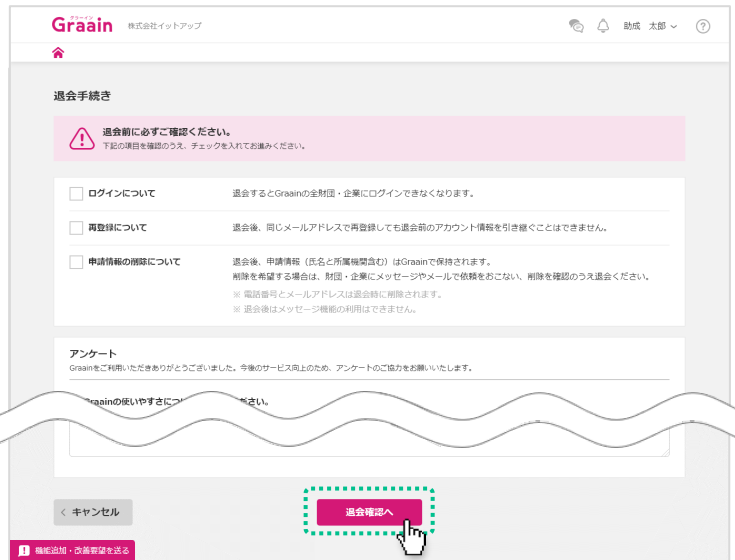 グラーイン
Graain 株式会社イットアップ 助成 太郎
退会手続き
退会前に必ずご確認ください。
下記の項目を確認のうえ、チェックを入れてお進みください。
ログインについて 退会するとGraainの全財団・企業にログインできなくなります。
再登録について 退会後、同じメールアドレスで再登録しても退会前のアカウント情報を引き継ぐことはできません。
申請情報の削除について 退会後、申請情報（氏名と所属機関含む）はGraainで保持されます。
削除を希望する場合は、財団・企業にメッセージやメールで依頼をおこない、削除を確認のうえ退会ください。
※ 電話番号とメールアドレスは退会時に削除されます。
※ 退会後はメッセージ機能の利用はできません。
アンケート
Graainをご利用いただきありがとうございました。今後のサービス向上のため、アンケートのご協力をお願いいたします。
Graainの使いやすさにつ ださい。
キャンセル 退会確認へ
機能追加・改善要望を送る